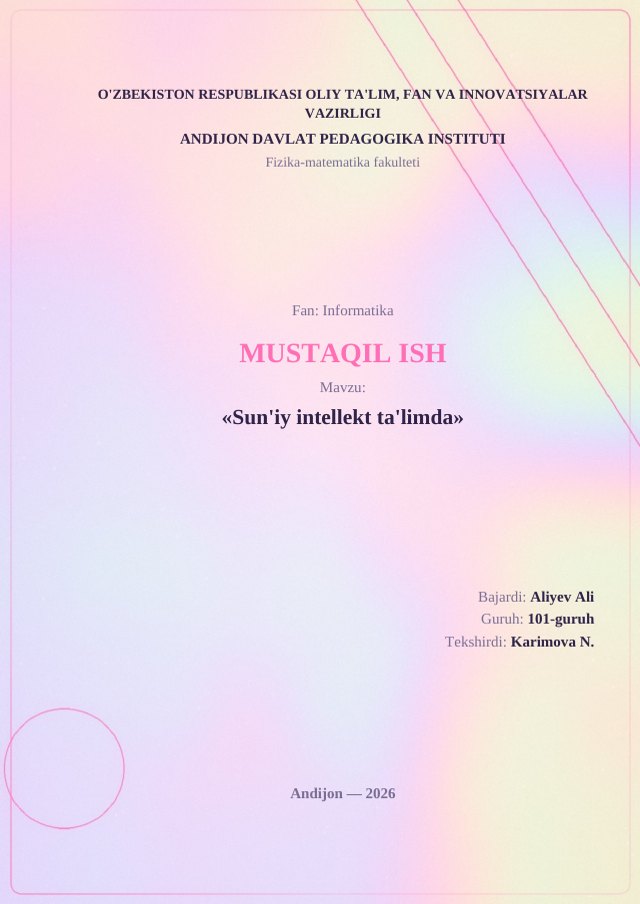 O'ZBEKISTON RESPUBLIKASI OLIY TA'LIM, FAN VA INNOVATSIYALAR
VAZIRLIGI
ANDIJON DAVLAT PEDAGOGIKA INSTITUTI
Fizika-matematika fakulteti
Fan: Informatika
MUSTAQIL ISH
Mavzu:
«Sun'iy intellekt ta'limda»
Bajardi: Aliyev Ali
Guruh: 101-guruh
Tekshirdi: Karimova N.
Andijon — 2026